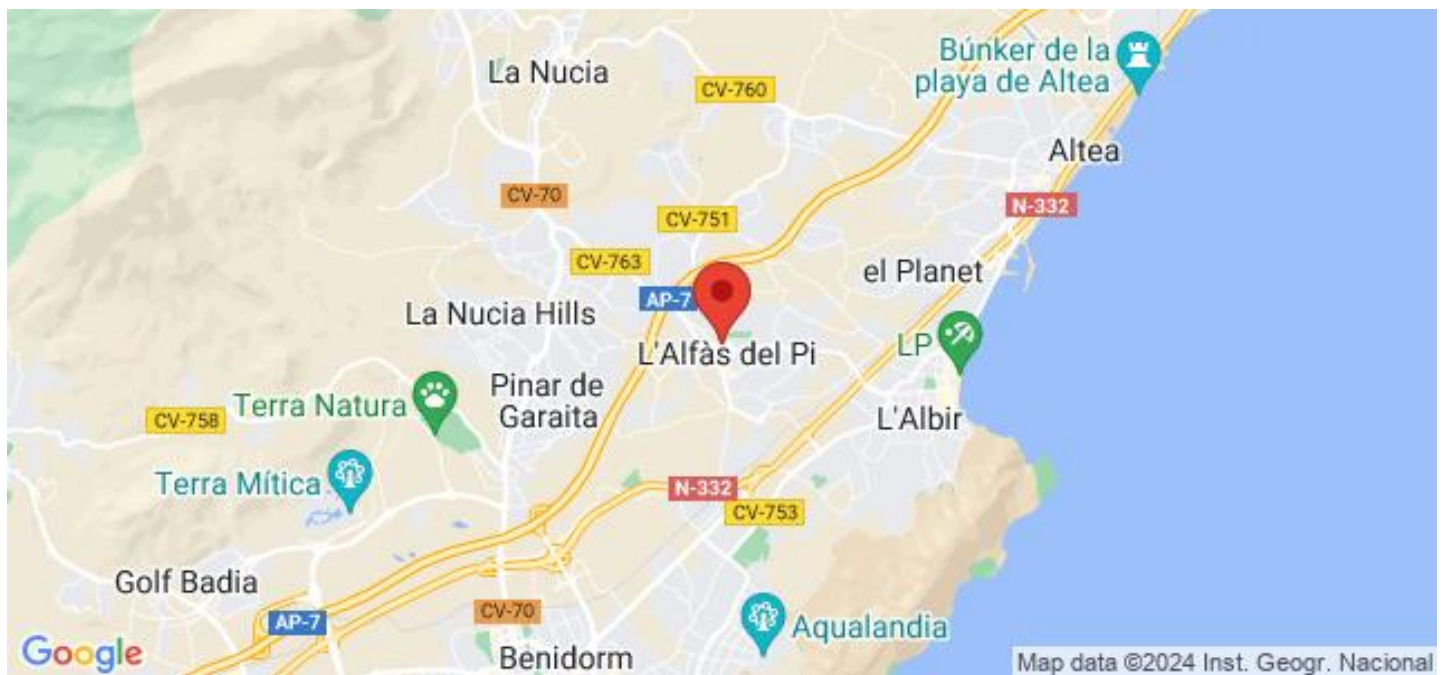 Búnker de la
playa de Altea
La Nucia
CV-760
Altea
CV-70
N-332
CV-751
CV-763
el Planet
AP-7
La Nucia Hills
LP
L'Alfàs del Pi
Pinar de
Garaita
Terra Natura
CV-758
L'Albir
Terra Mítica
N-332
CV-753
Golf Badia
CV-70
AP-7
Aqualandia
Google
Benidorm
Map data ©2024 Inst. Geogr. Nacional